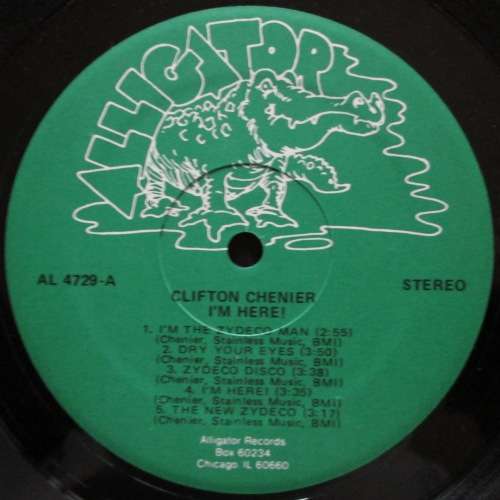 ALLIGATOR
AL 4729-A
STEREO
CLIFTON CHENIER
I'M HERE!
1. I'M THE ZYDECO MAN (2:55)
(Chenier, Stainless Music, BMI)
2. DRY YOUR EYES (3:50)
(Chenier, Stainless Music, BMI)
3. ZYDECO DISCO (3:38)
(Chenier, Stainless Music, BMI)
4. I'M HERE! (3:35)
(Chenier, Stainless Music, BMI)
5. THE NEW ZYDECO (3:17)
(Chenier, Stainless Music, BMI)
Alligator Records
Box 60234
Chicago IL 60660